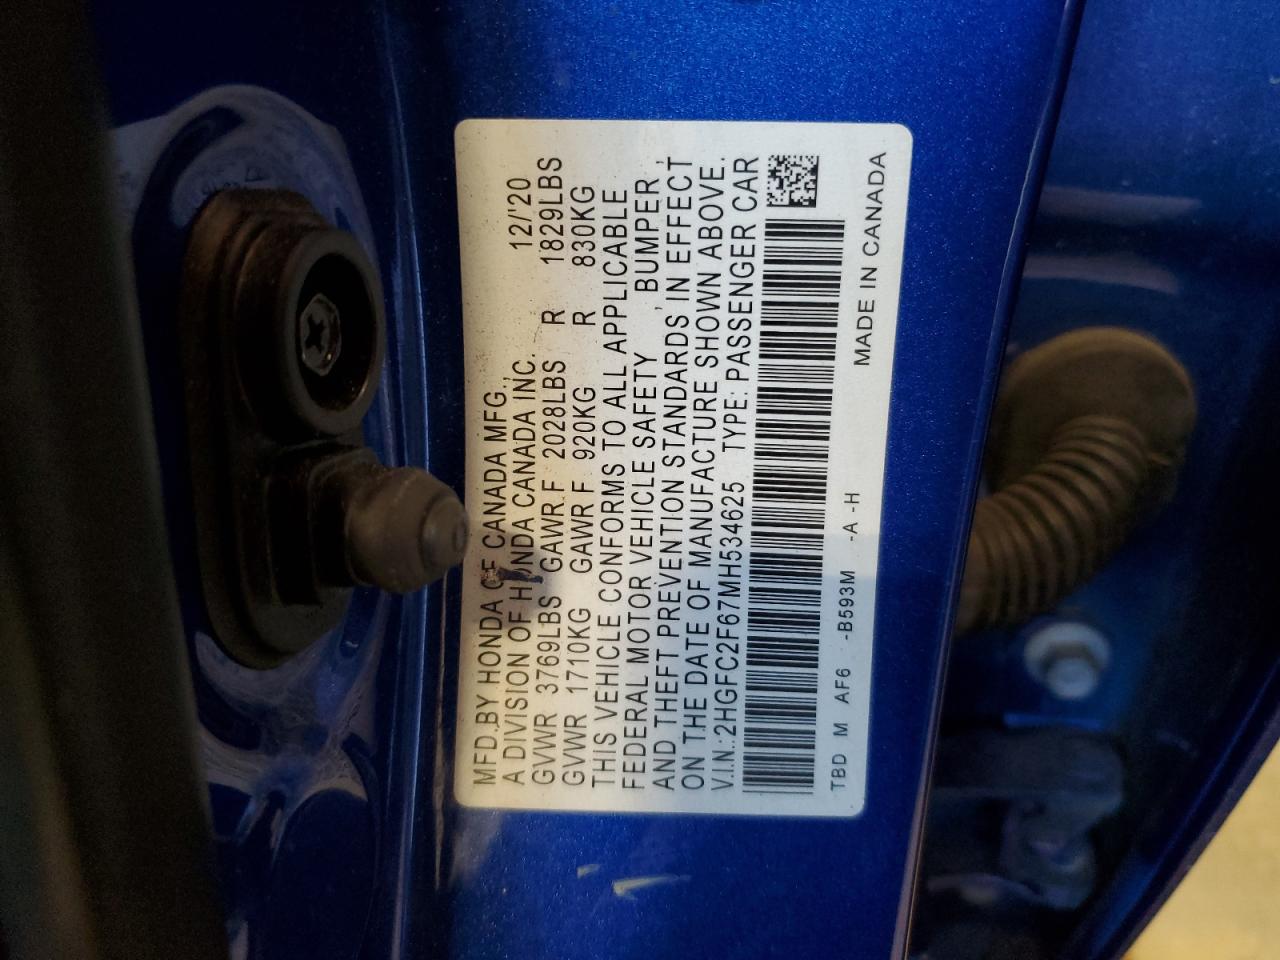 MFD. BY HONDA OF CANADA MFG.,
A DIVISION OF HONDA CANADA INC. 12/'20
GVWR 3769LBS GAWR F 2028LBS R 1829LBS
GVWR 1710KG GAWR F 920KG R 830KG
THIS VEHICLE CONFORMS TO ALL APPLICABLE
FEDERAL MOTOR VEHICLE SAFETY, BUMPER,
AND THEFT PREVENTION STANDARDS IN EFFECT
ON THE DATE OF MANUFACTURE SHOWN ABOVE.
V.I.N.:2HGFC2F67MH534625 TYPE: PASSENGER CAR
TBD M AF6 -B593M -A -H MADE IN CANADA